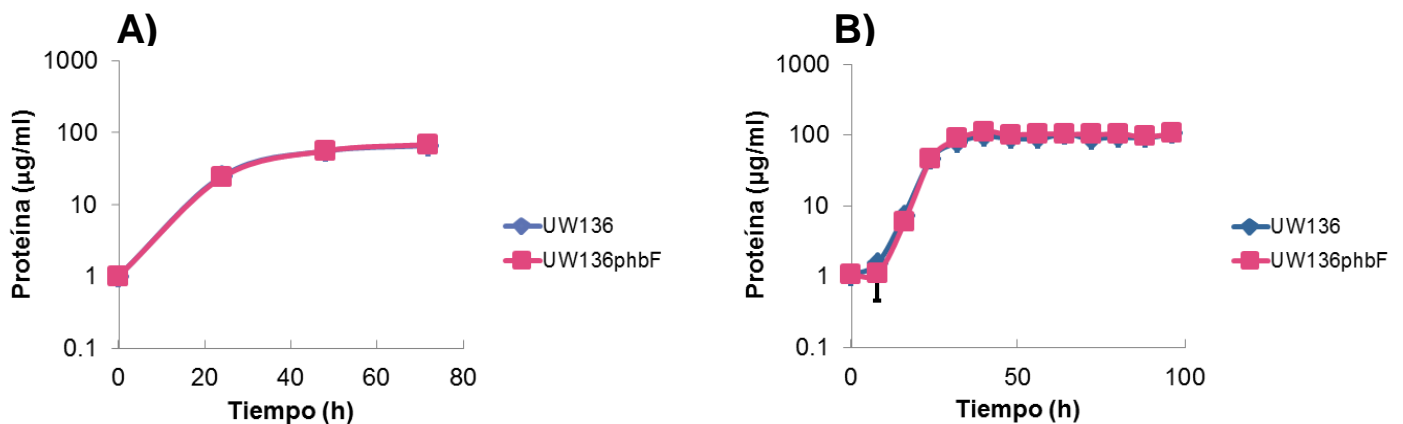 A)
1000
100
10
1
0.1
0 20 40 60 80
Proteína (µg/ml)
Tiempo (h)
UW136
UW136phbF
B)
1000
100
10
1
0.1
0 50 100
Proteína (µg/ml)
Tiempo (h)
UW136
UW136phbF